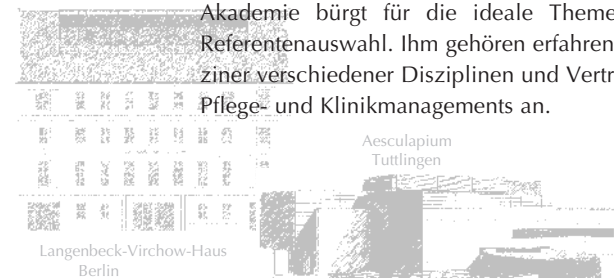 Akademie bürgt für die ideale Theme
Referentenauswahl. Ihm gehören erfahren
ziner verschiedener Disziplinen und Vertr
Pflege- und Klinikmanagements an.
Aesculapium
Tuttlingen
Langenbeck-Virchow-Haus
Berlin